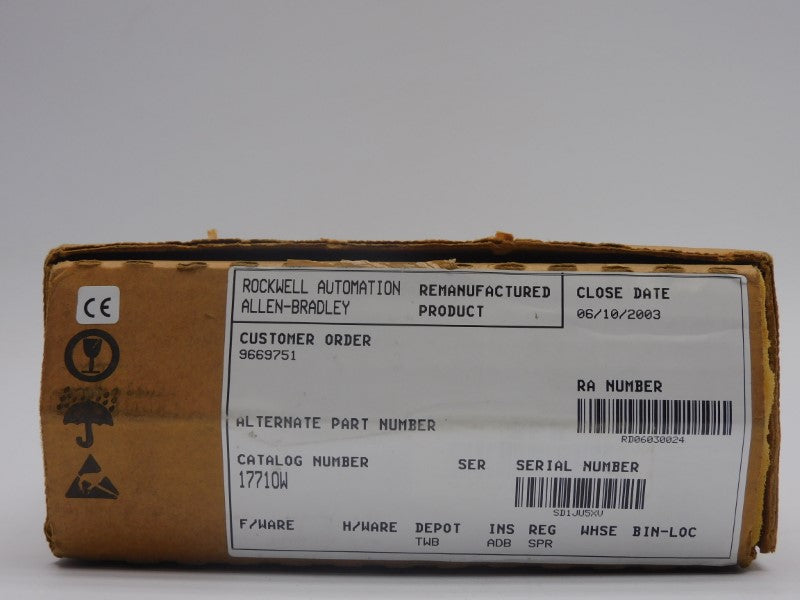 CE
ROCKWELL AUTOMATION
ALLEN-BRADLEY
REMANUFACTURED
PRODUCT
CLOSE DATE
06/10/2003
CUSTOMER ORDER
9669751
RA NUMBER
RD06030024
ALTERNATE PART NUMBER
CATALOG NUMBER SER SERIAL NUMBER
1771OW
SD1JU5XV
F/WARE H/WARE DEPOT INS REG WHSE BIN-LOC
TWB ADB SPR